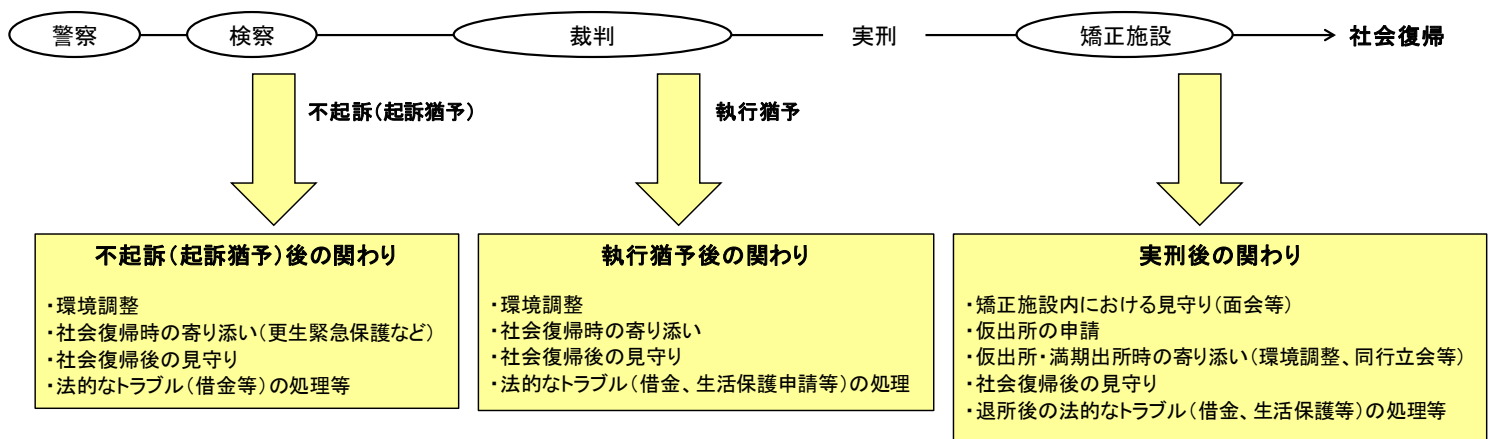 警察
検察
裁判
実刑
矯正施設
社会復帰
不起訴(起訴猶予)
執行猶予
不起訴(起訴猶予)後の関わり
・環境調整
・社会復帰時の寄り添い(更生緊急保護など)
・社会復帰後の見守り
・法的なトラブル(借金等)の処理等
執行猶予後の関わり
・環境調整
・社会復帰時の寄り添い
・社会復帰後の見守り
・法的なトラブル(借金、生活保護申請等)の処理
実刑後の関わり
・矯正施設内における見守り(面会等)
・仮出所の申請
・仮出所・満期出所時の寄り添い(環境調整、同行立会等)
・社会復帰後の見守り
・退所後の法的なトラブル(借金、生活保護等)の処理等